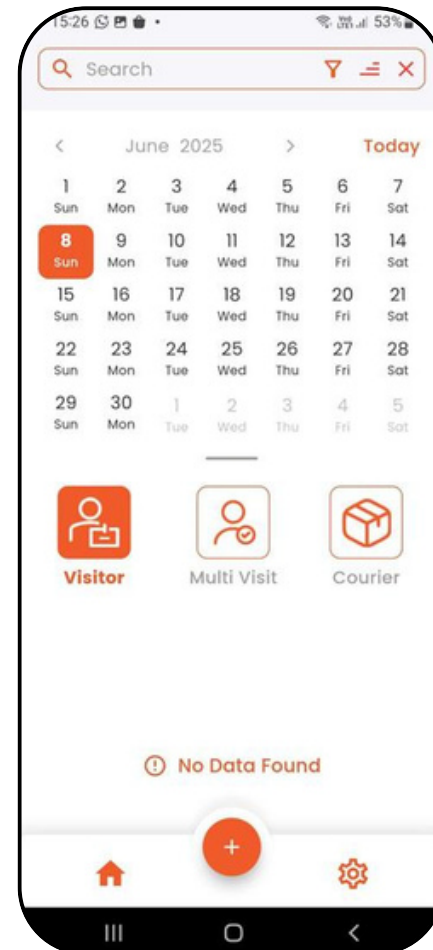 15:26 53%
Search
June 2025 Today
1 2 3 4 5 6 7
Sun Mon Tue Wed Thu Fri Sat
8 9 10 11 12 13 14
Sun Mon Tue Wed Thu Fri Sat
15 16 17 18 19 20 21
Sun Mon Tue Wed Thu Fri Sat
22 23 24 25 26 27 28
Sun Mon Tue Wed Thu Fri Sat
29 30 1 2 3 4 5
Sun Mon Tue Wed Thu Fri Sat
Visitor Multi Visit Courier
No Data Found